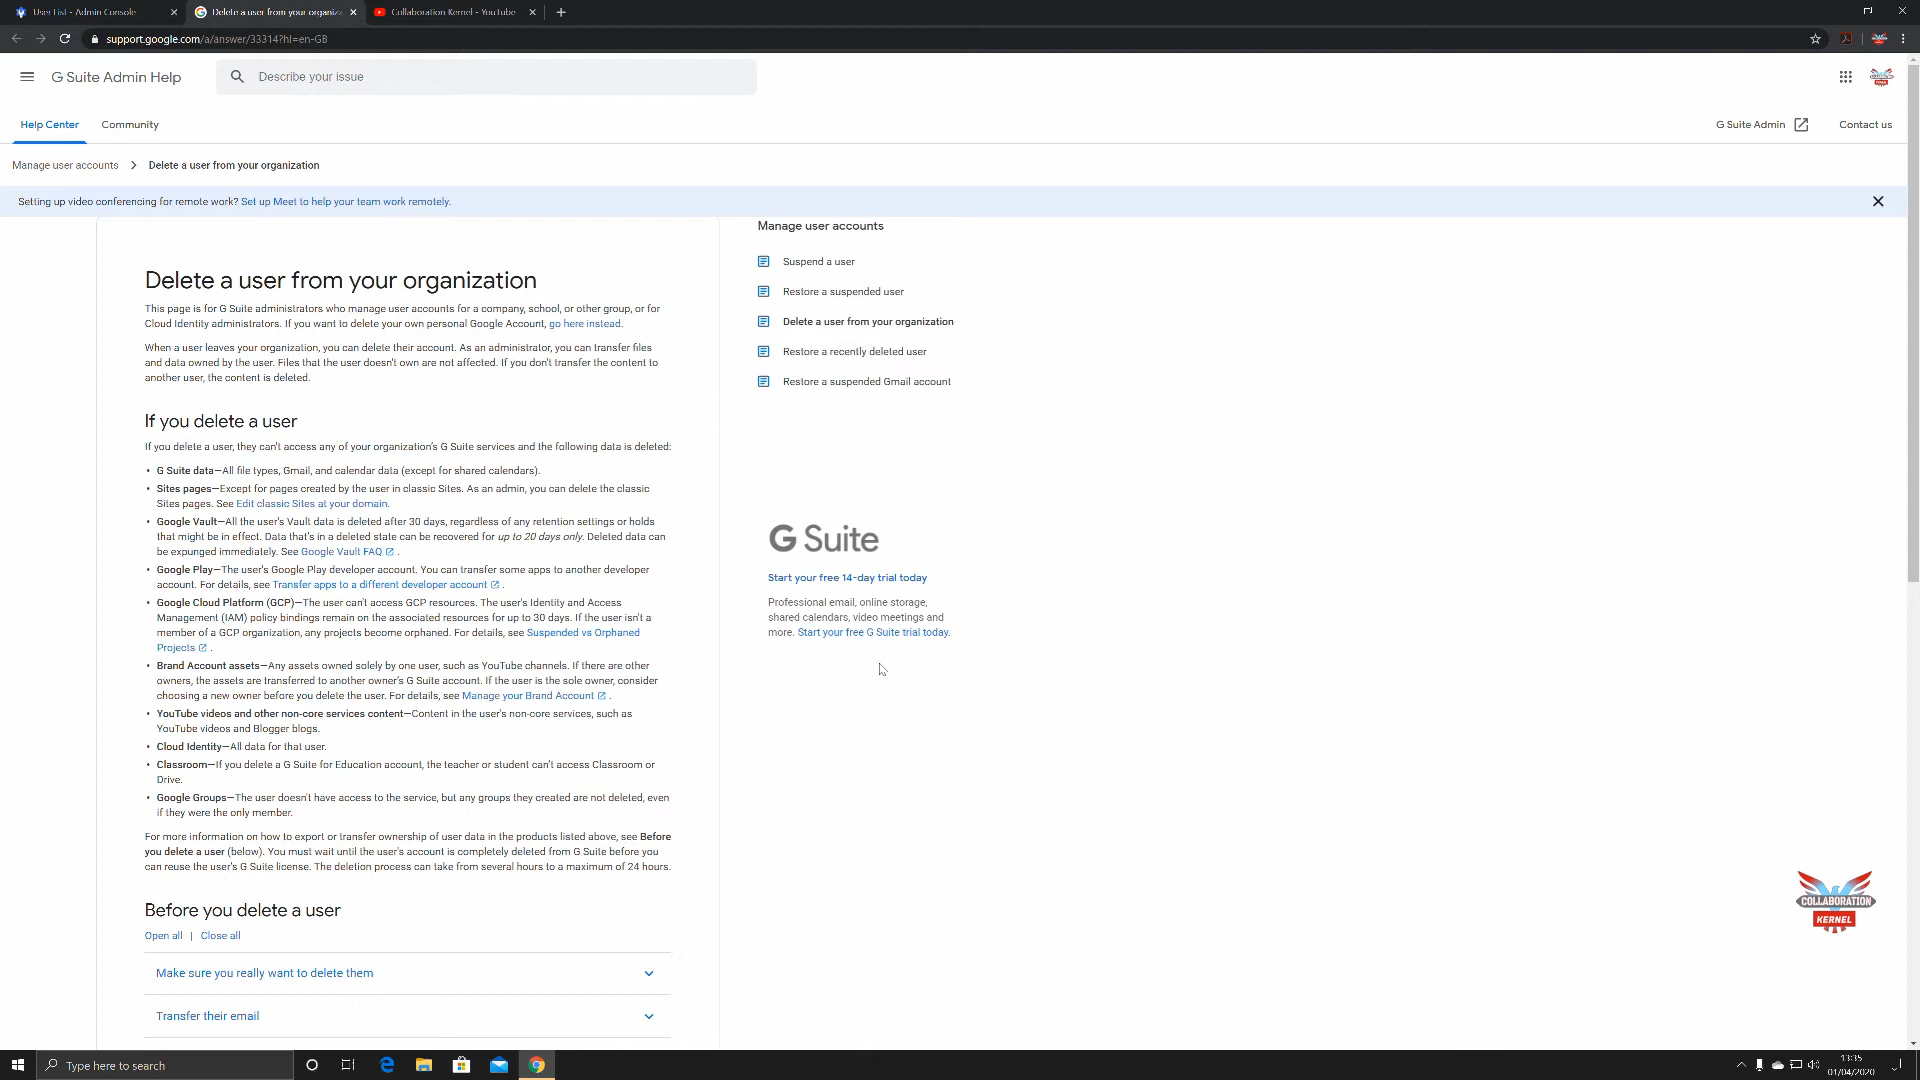 User List - Admin Console
Delete a user from your organiza
Collaboration Kernel - YouTube
support.google.com/a/answer/33314?hl=en-GB
G Suite Admin Help
Describe your issue
Help Center
Community
G Suite Admin
Contact us
Manage user accounts
Delete a user from your organization
Setting up video conferencing for remote work? Set up Meet to help your team work remotely.
Delete a user from your organization
This page is for G Suite administrators who manage user accounts for a company, school, or other group, or for
Cloud Identity administrators. If you want to delete your own personal Google Account, go here instead.
When a user leaves your organization, you can delete their account. As an administrator, you can transfer files
and data owned by the user. Files that the user doesn't own are not affected. If you don't transfer the content to
another user, the content is deleted.
If you delete a user
If you delete a user, they can't access any of your organization's G Suite services and the following data is deleted:
• G Suite data—All file types, Gmail, and calendar data (except for shared calendars).
• Sites pages—Except for pages created by the user in classic Sites. As an admin, you can delete the classic
Sites pages. See Edit classic Sites at your domain.
• Google Vault—All the user's Vault data is deleted after 30 days, regardless of any retention settings or holds
that might be in effect. Data that's in a deleted state can be recovered for up to 20 days only. Deleted data can
be expunged immediately. See Google Vault FAQ .
• Google Play—The user's Google Play developer account. You can transfer some apps to another developer
account. For details, see Transfer apps to a different developer account .
• Google Cloud Platform (GCP)—The user can't access GCP resources. The user's Identity and Access
Management (IAM) policy bindings remain on the associated resources for up to 30 days. If the user isn't a
member of a GCP organization, any projects become orphaned. For details, see Suspended vs Orphaned
Projects .
• Brand Account assets—Any assets owned solely by one user, such as YouTube channels. If there are other
owners, the assets are transferred to another owner's G Suite account. If the user is the sole owner, consider
choosing a new owner before you delete the user. For details, see Manage your Brand Account .
• YouTube videos and other non-core services content—Content in the user's non-core services, such as
YouTube videos and Blogger blogs.
• Cloud Identity—All data for that user.
• Classroom—If you delete a G Suite for Education account, the teacher or student can't access Classroom or
Drive.
• Google Groups—The user doesn't have access to the service, but any groups they created are not deleted, even
if they were the only member.
For more information on how to export or transfer ownership of user data in the products listed above, see Before
you delete a user (below). You must wait until the user's account is completely deleted from G Suite before you
can reuse the user's G Suite license. The deletion process can take from several hours to a maximum of 24 hours.
Before you delete a user
Open all | Close all
Make sure you really want to delete them
Transfer their email
Manage user accounts
Suspend a user
Restore a suspended user
Delete a user from your organization
Restore a recently deleted user
Restore a suspended Gmail account
G Suite
Start your free 14-day trial today
Professional email, online storage,
shared calendars, video meetings and
more. Start your free G Suite trial today.
COLLABORATION
KERNEL
Type here to search
13:35
01/04/2020